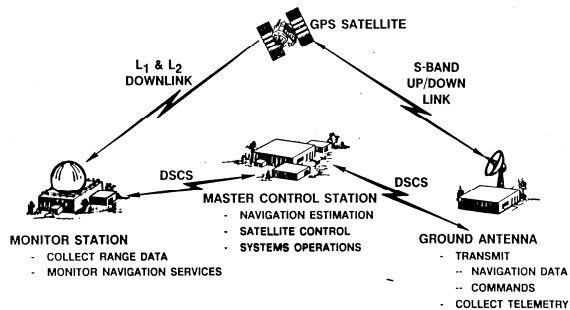 GPS SATELLITE
L1 & L2
DOWNLINK
S-BAND
UP/DOWN
LINK
DSCS
DSCS
MASTER CONTROL STATION
- NAVIGATION ESTIMATION
- SATELLITE CONTROL
- SYSTEMS OPERATIONS
MONITOR STATION
- COLLECT RANGE DATA
- MONITOR NAVIGATION SERVICES
GROUND ANTENNA
- TRANSMIT
-- NAVIGATION DATA
-- COMMANDS
- COLLECT TELEMETRY